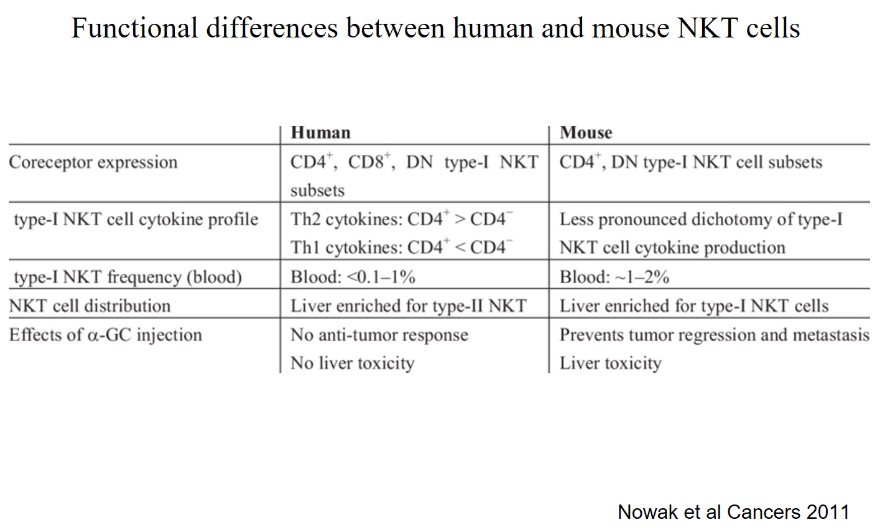 Functional differences between human and mouse NKT cells
Human Mouse
Coreceptor expression CD4⁺, CD8⁺, DN type-I NKT CD4⁺, DN type-I NKT cell subsets
subsets
type-I NKT cell cytokine profile Th2 cytokines: CD4⁺ > CD4⁻ Less pronounced dichotomy of type-I
Th1 cytokines: CD4⁺ < CD4⁻ NKT cell cytokine production
type-I NKT frequency (blood) Blood: <0.1–1% Blood: ~1–2%
NKT cell distribution Liver enriched for type-II NKT Liver enriched for type-I NKT cells
Effects of α-GC injection No anti-tumor response Prevents tumor regression and metastasis
No liver toxicity Liver toxicity
Nowak et al Cancers 2011